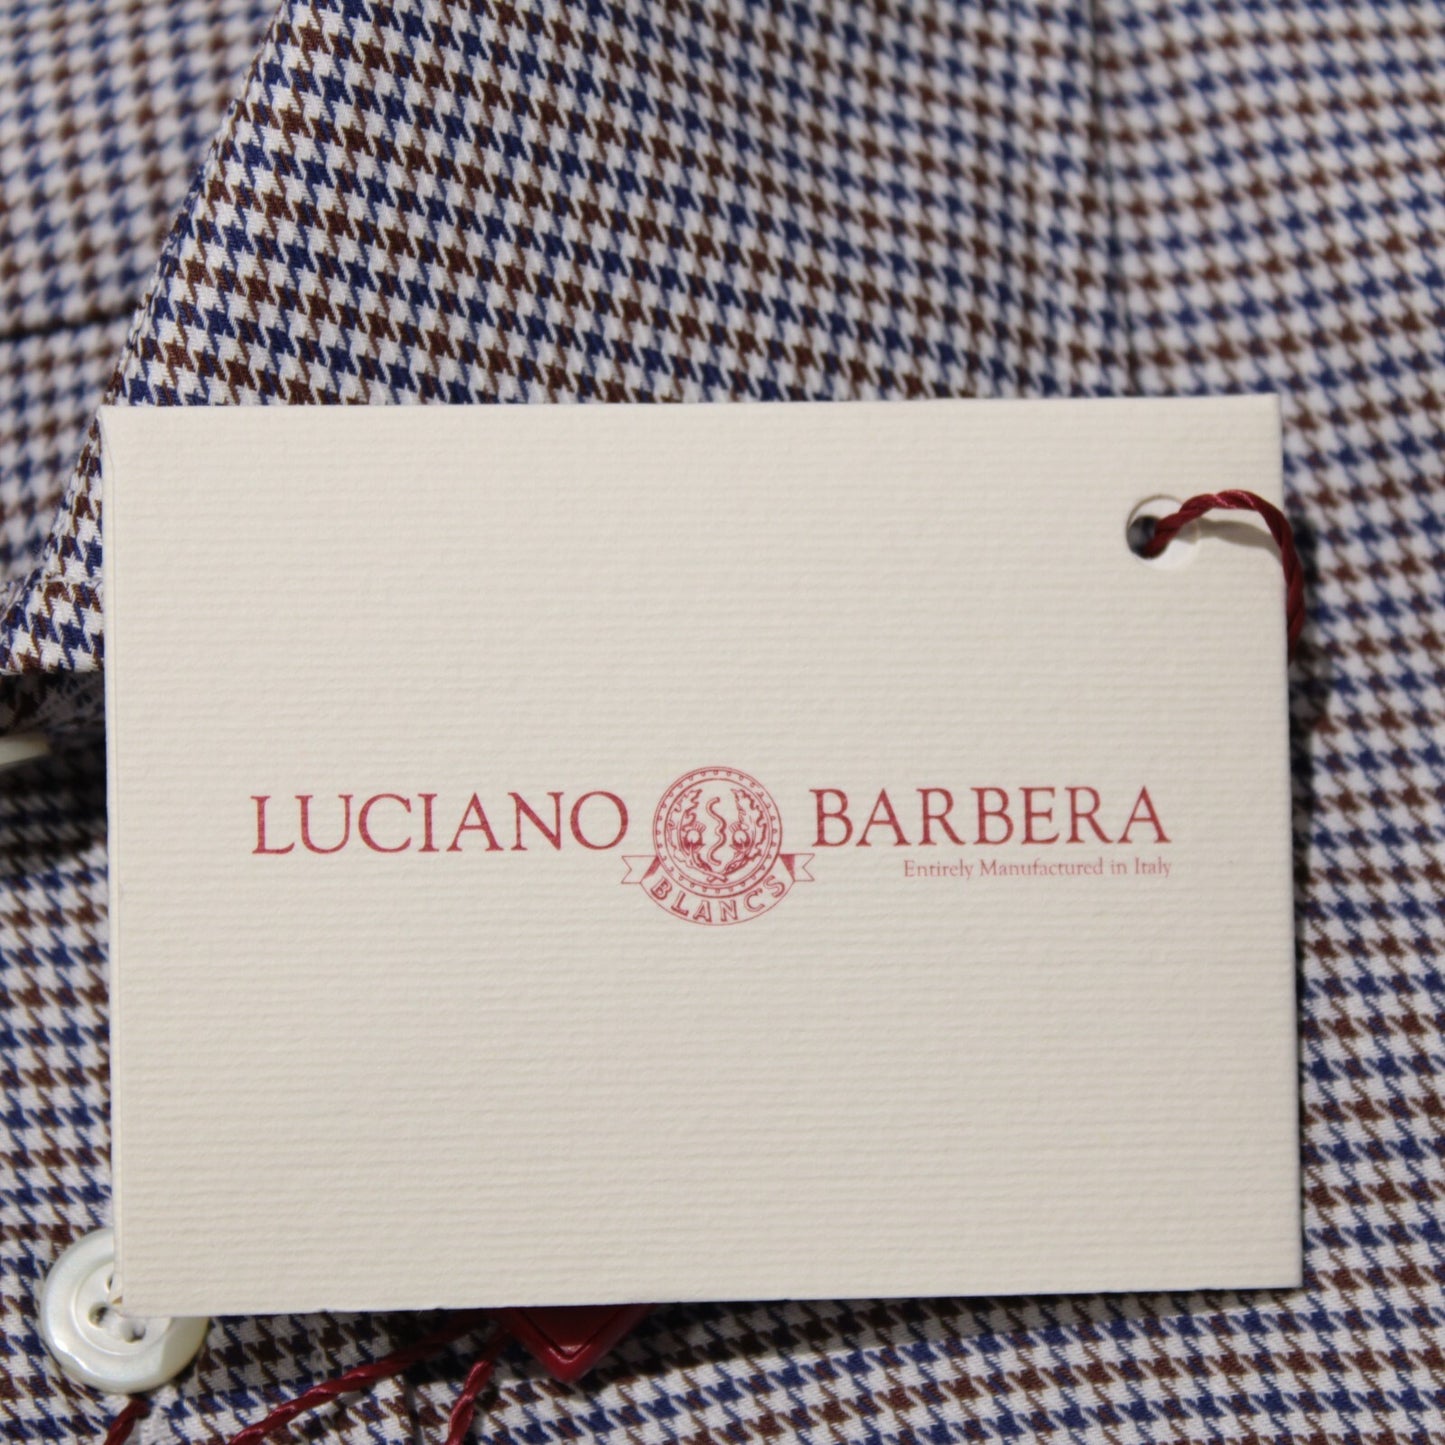 LUCIANO BARBERA
Entirely Manufactured in Italy
BLANC'S